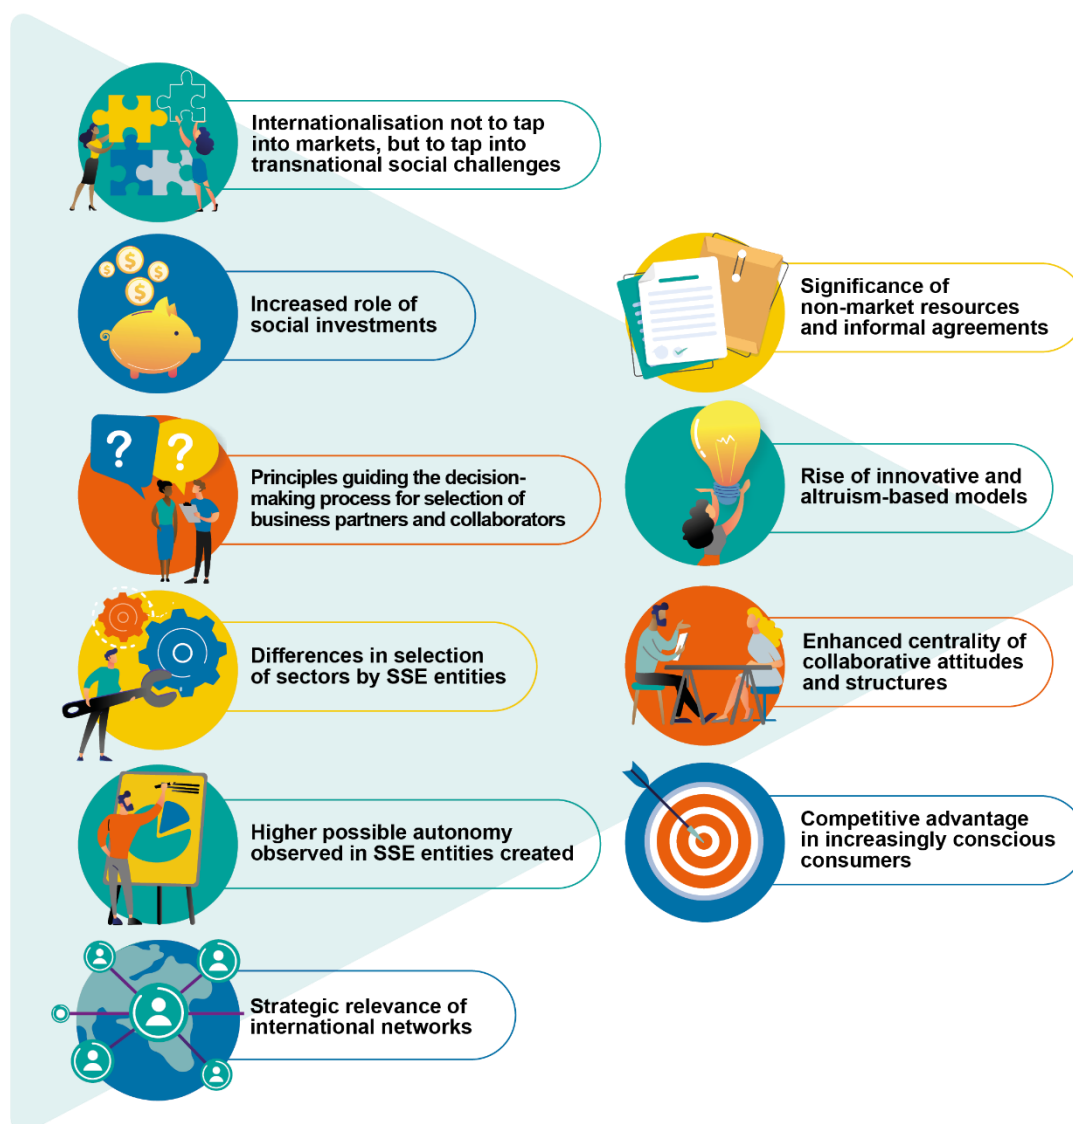 Internationalisation not to tap
into markets, but to tap into
transnational social challenges
Increased role of
social investments
Principles guiding the decision-
making process for selection of
business partners and collaborators
Differences in selection
of sectors by SSE entities
Higher possible autonomy
observed in SSE entities created
Strategic relevance of
international networks
Significance of
non-market resources
and informal agreements
Rise of innovative and
altruism-based models
Enhanced centrality of
collaborative attitudes
and structures
Competitive advantage
in increasingly conscious
consumers